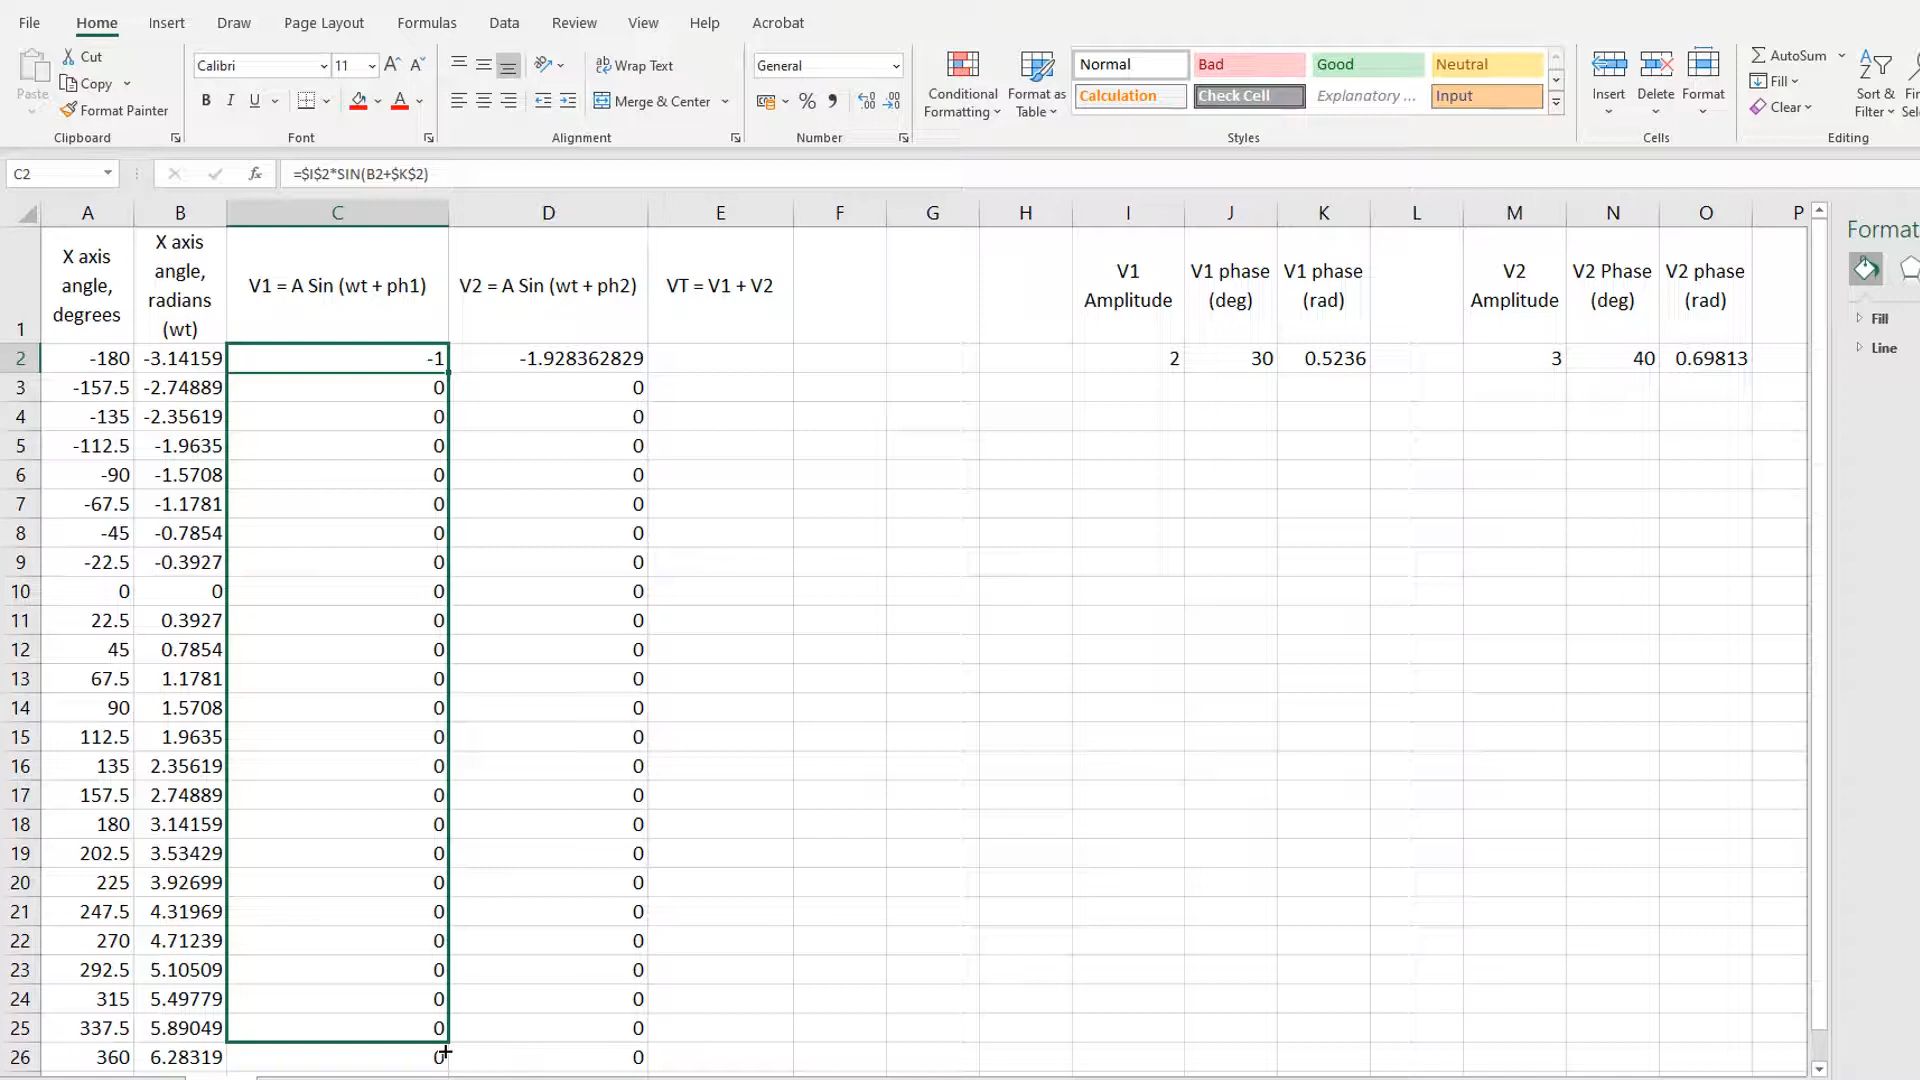 File Home Insert Draw Page Layout Formulas Data Review View Help Acrobat
Paste
Cut
Copy
Format Painter
Calibri 11
B I U
ab Wrap Text
Merge & Center
General
%
Conditional Formatting
Format as Table
Normal Bad Good Neutral
Calculation Check Cell Explanatory ... Input
Insert Delete Format
AutoSum
Fill
Clear
Sort &
Filter
Clipboard Font Alignment Number Styles Cells Editing
C2 fx =$I$2*SIN(B2+$K$2)
A B C D E F G H I J K L M N O P
1
X axis
angle,
degrees
X axis
angle,
radians
(wt)
V1 = A Sin (wt + ph1)
V2 = A Sin (wt + ph2)
VT = V1 + V2
V1
Amplitude
V1 phase
(deg)
V1 phase
(rad)
V2
Amplitude
V2 Phase
(deg)
V2 phase
(rad)
2 -180 -3.14159 -1 -1.928362829 2 30 0.5236 3 40 0.69813
3 -157.5 -2.74889 0 0
4 -135 -2.35619 0 0
5 -112.5 -1.9635 0 0
6 -90 -1.5708 0 0
7 -67.5 -1.1781 0 0
8 -45 -0.7854 0 0
9 -22.5 -0.3927 0 0
10 0 0 0 0
11 22.5 0.3927 0 0
12 45 0.7854 0 0
13 67.5 1.1781 0 0
14 90 1.5708 0 0
15 112.5 1.9635 0 0
16 135 2.35619 0 0
17 157.5 2.74889 0 0
18 180 3.14159 0 0
19 202.5 3.53429 0 0
20 225 3.92699 0 0
21 247.5 4.31969 0 0
22 270 4.71239 0 0
23 292.5 5.10509 0 0
24 315 5.49779 0 0
25 337.5 5.89049 0 0
26 360 6.28319 0 0
Format
Fill
Line